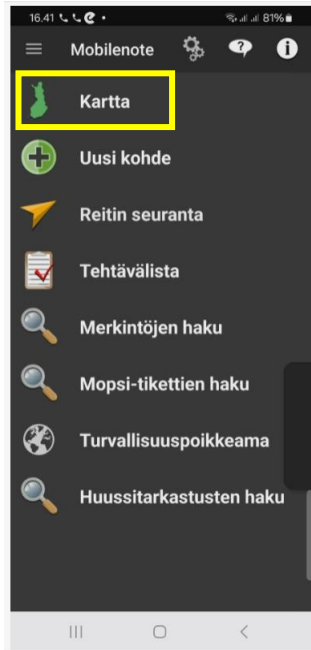 16.41 81%
Mobilenote
Kartta
Uusi kohde
Reitin seuranta
Tehtävälista
Merkintöjen haku
Mopsi-tikettien haku
Turvallisuuspoikkeama
Huussitarkastusten haku